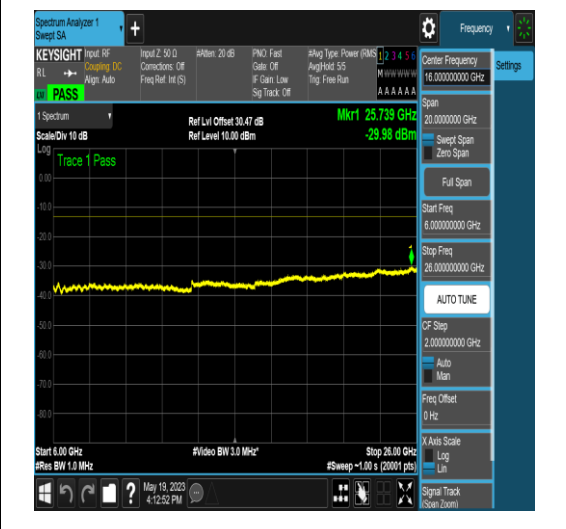 Spectrum Analyzer 1
Swept SA
Frequency
KEYSIGHT
RL
Input: RF
Coupling: DC
Align: Auto
Input Z: 50 Ω
Corrections: Off
Freq Ref: Int (S)
#Atten: 20 dB
PNO: Fast
Gate: Off
IF Gain: Low
Sig Track: Off
#Avg Type: Power (RMS)
Avg|Hold: 5/5
Trig: Free Run
1 2 3 4 5 6
M W W W W W
A A A A A A
PASS
1 Spectrum
Scale/Div 10 dB
Ref Lvl Offset 30.47 dB
Ref Level 10.00 dBm
Mkr1 25.739 GHz
-29.98 dBm
Log
Trace 1 Pass
0.00
-10.0
-20.0
-30.0
-40.0
-50.0
-60.0
-70.0
-80.0
1
Start 6.00 GHz
#Res BW 1.0 MHz
#Video BW 3.0 MHz*
Stop 26.00 GHz
#Sweep ~1.00 s (20001 pts)
May 19, 2023
4:12:52 PM
?
Center Frequency
16.000000000 GHz
Settings
Span
20.0000000 GHz
Swept Span
Zero Span
Full Span
Start Freq
6.000000000 GHz
Stop Freq
26.000000000 GHz
AUTO TUNE
CF Step
2.000000000 GHz
Auto
Man
Freq Offset
0 Hz
X Axis Scale
Log
Lin
Signal Track
(Span Zoom)